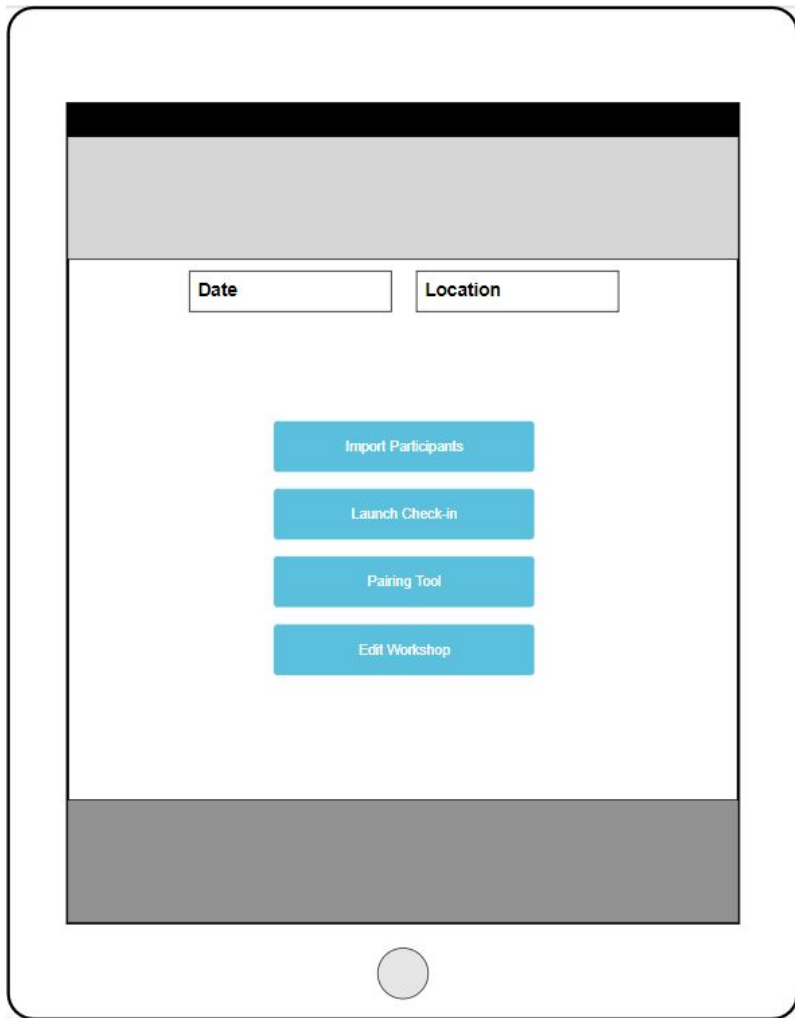 Date
Location
Import Participants
Launch Check-in
Pairing Tool
Edit Workshop